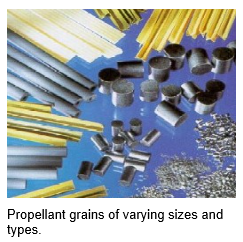 Propellant grains of varying sizes and
types.